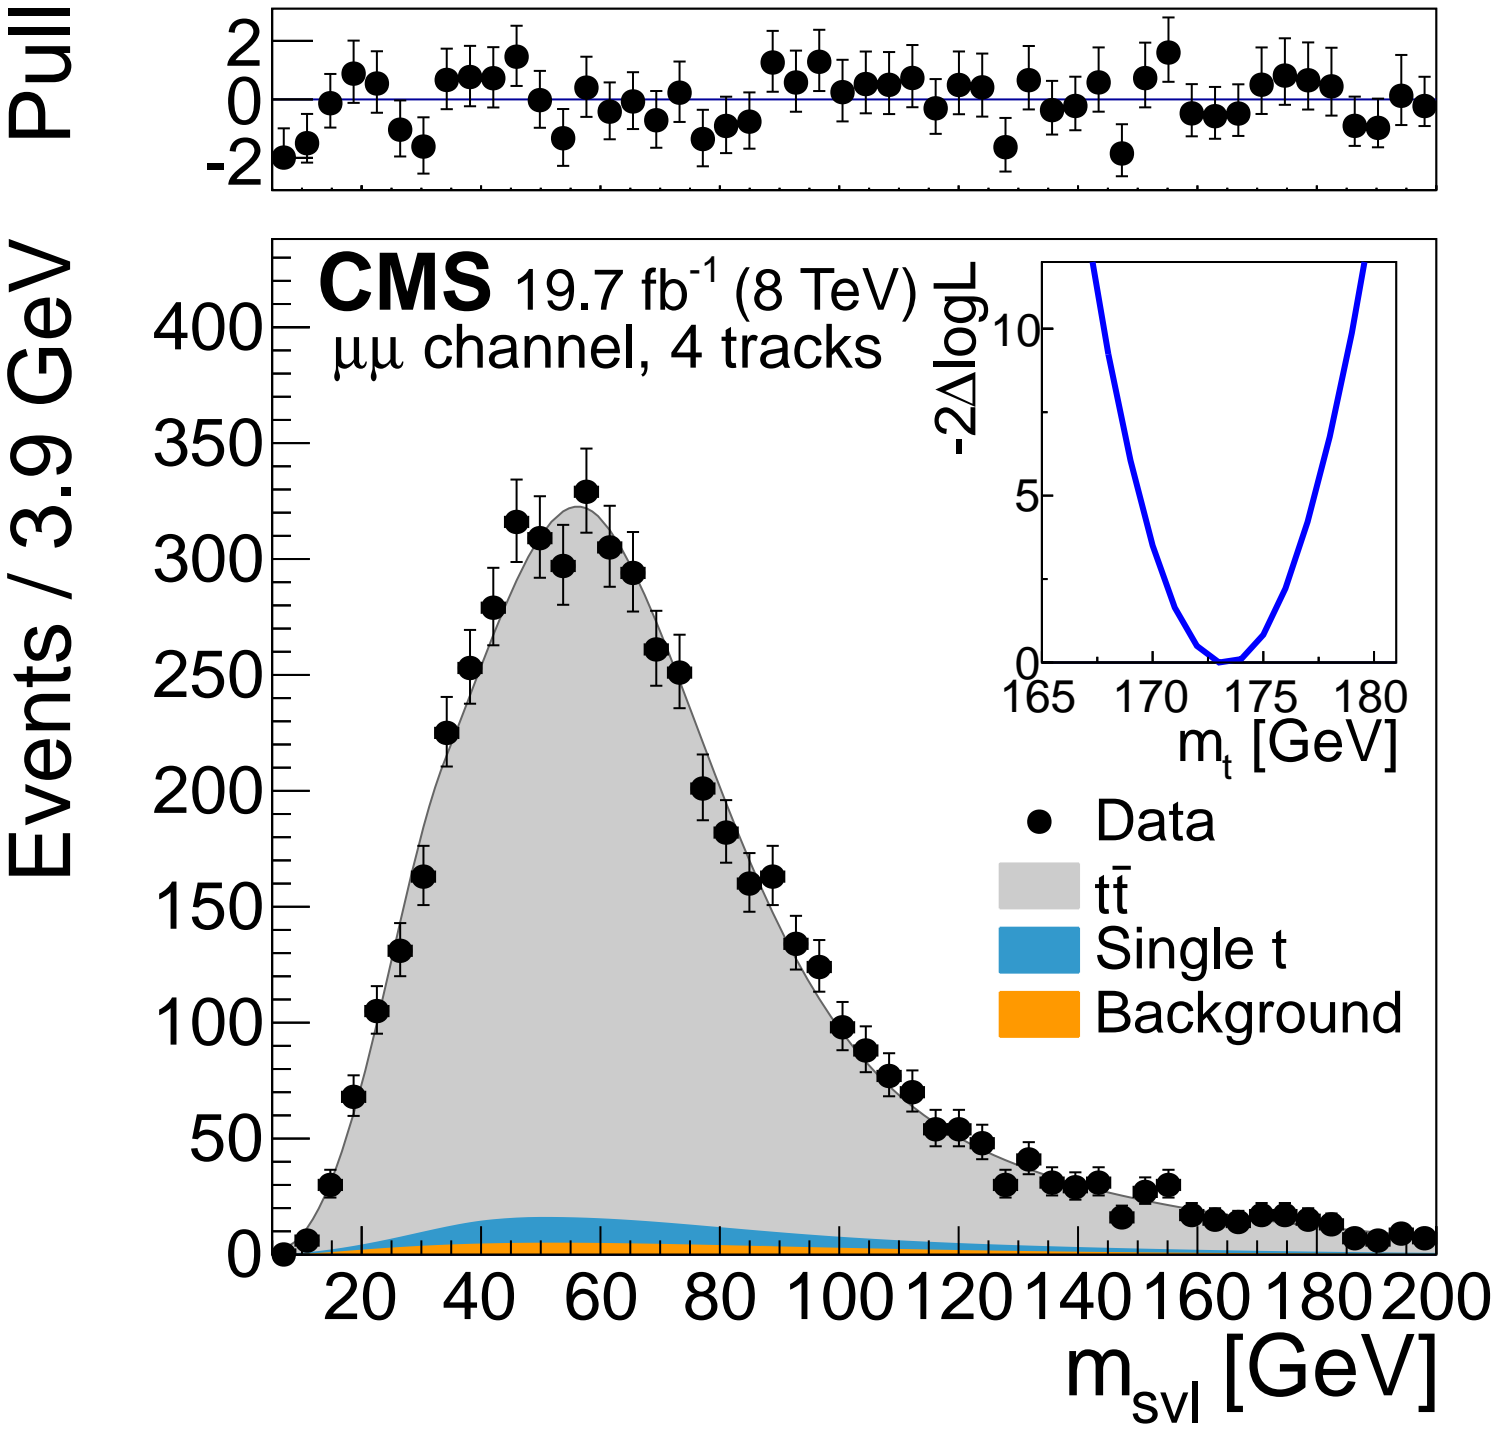 Pull
2
0
-2
Events / 3.9 GeV
CMS 19.7 fb⁻¹ (8 TeV)
μμ channel, 4 tracks
400
350
300
250
200
150
100
50
0
-2ΔlogL
10
5
0
165 170 175 180
m_t [GeV]
Data
tt̄
Single t
Background
20 40 60 80 100 120 140 160 180 200
m_svl [GeV]